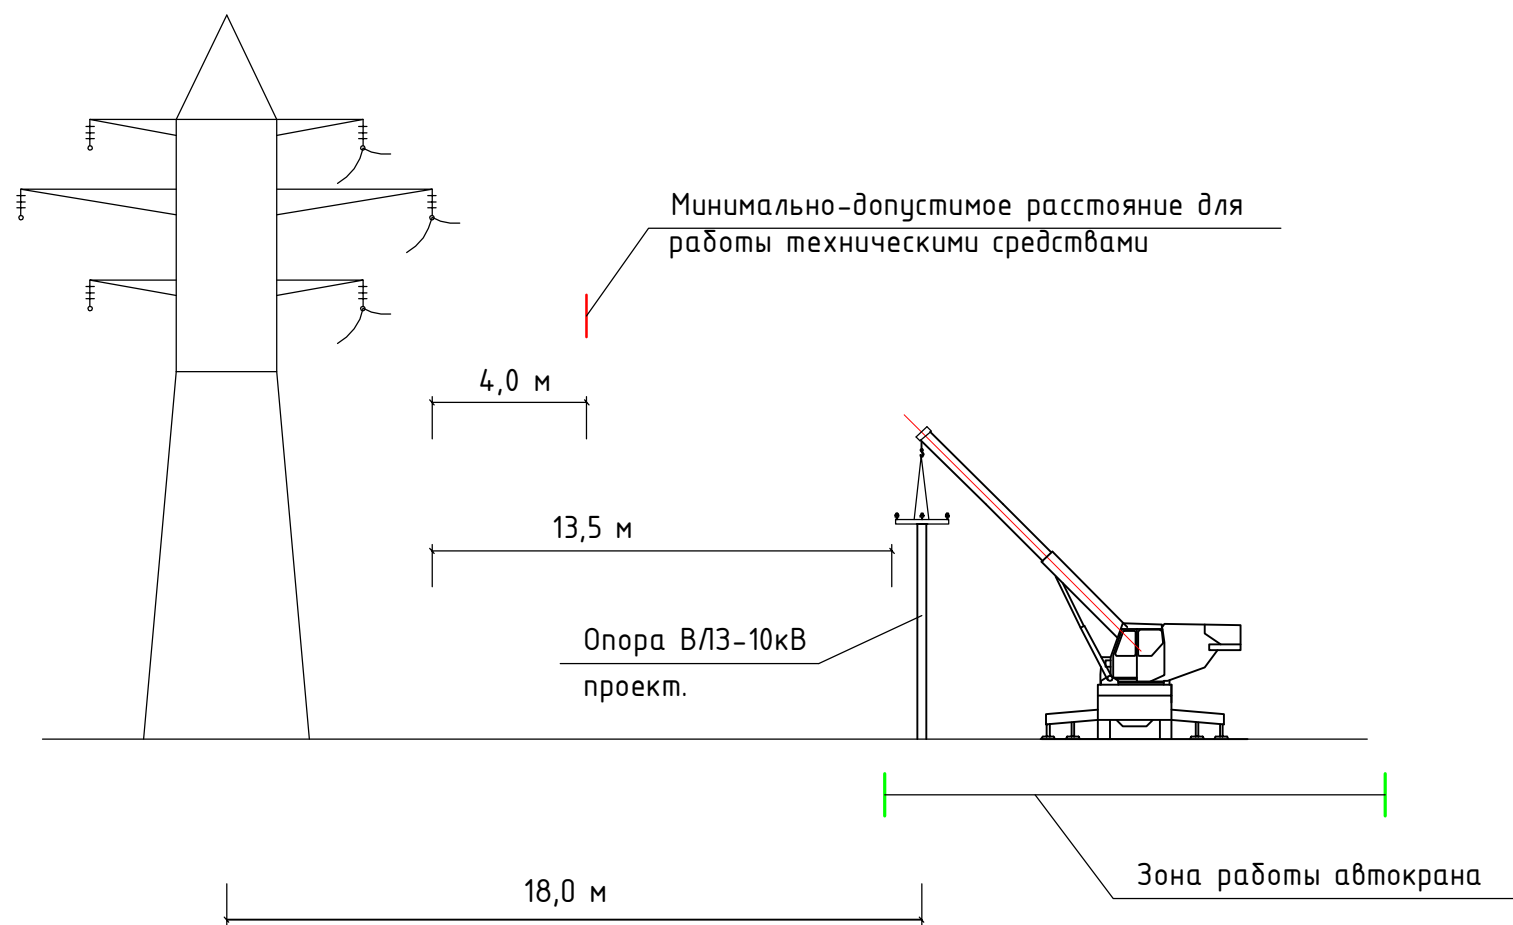 Минимально-допустимое расстояние для
работы техническими средствами
4,0 м
13,5 м
Опора ВЛЗ-10кВ
проект.
18,0 м
Зона работы автокрана